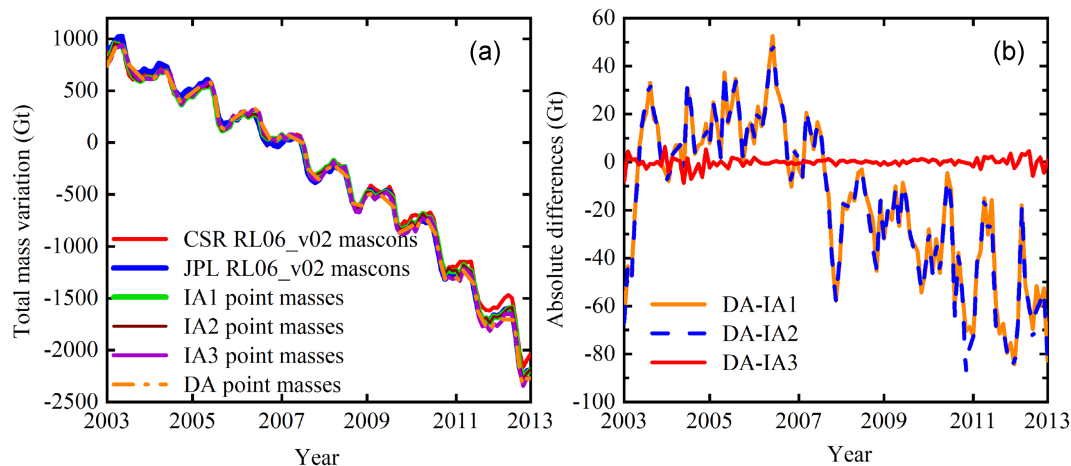 (a)
Total mass variation (Gt)
1000
500
0
-500
-1000
-1500
-2000
-2500
CSR RL06_v02 mascons
JPL RL06_v02 mascons
IA1 point masses
IA2 point masses
IA3 point masses
DA point masses
2003 2005 2007 2009 2011 2013
Year
(b)
Absolute differences (Gt)
60
40
20
0
-20
-40
-60
-80
-100
DA-IA1
DA-IA2
DA-IA3
2003 2005 2007 2009 2011 2013
Year